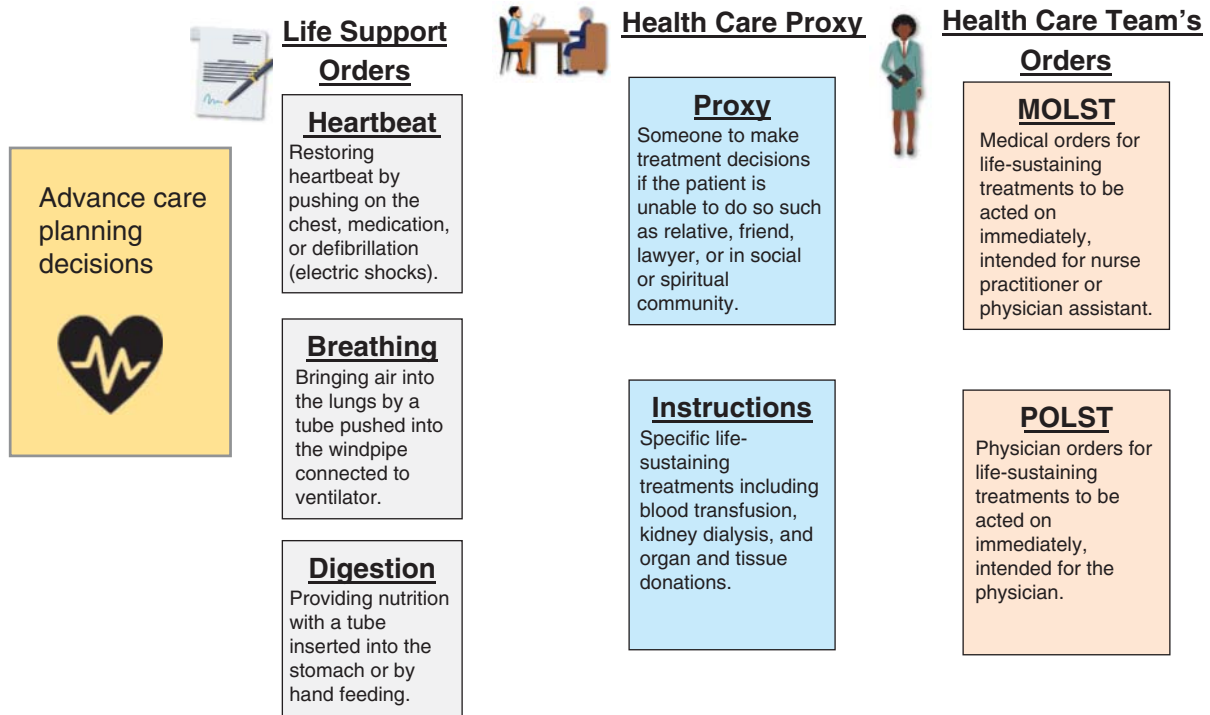 Advance care
planning
decisions
Life Support
Orders
Heartbeat
Restoring
heartbeat by
pushing on the
chest, medication,
or defibrillation
(electric shocks).
Breathing
Bringing air into
the lungs by a
tube pushed into
the windpipe
connected to
ventilator.
Digestion
Providing nutrition
with a tube
inserted into the
stomach or by
hand feeding.
Health Care Proxy
Proxy
Someone to make
treatment decisions
if the patient is
unable to do so such
as relative, friend,
lawyer, or in social
or spiritual
community.
Instructions
Specific life-
sustaining
treatments including
blood transfusion,
kidney dialysis, and
organ and tissue
donations.
Health Care Team’s
Orders
MOLST
Medical orders for
life-sustaining
treatments to be
acted on
immediately,
intended for nurse
practitioner or
physician assistant.
POLST
Physician orders for
life-sustaining
treatments to be
acted on
immediately,
intended for the
physician.